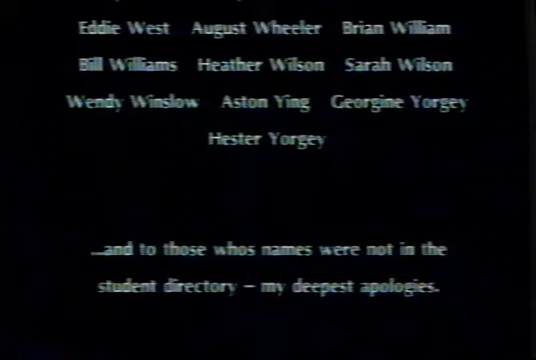 Eddie West August Wheeler Brian William
Bill Williams Heather Wilson Sarah Wilson
Wendy Winslow Aston Ying Georgine Yorgey
Hester Yorgey
...and to those whos names were not in the
student directory – my deepest apologies.